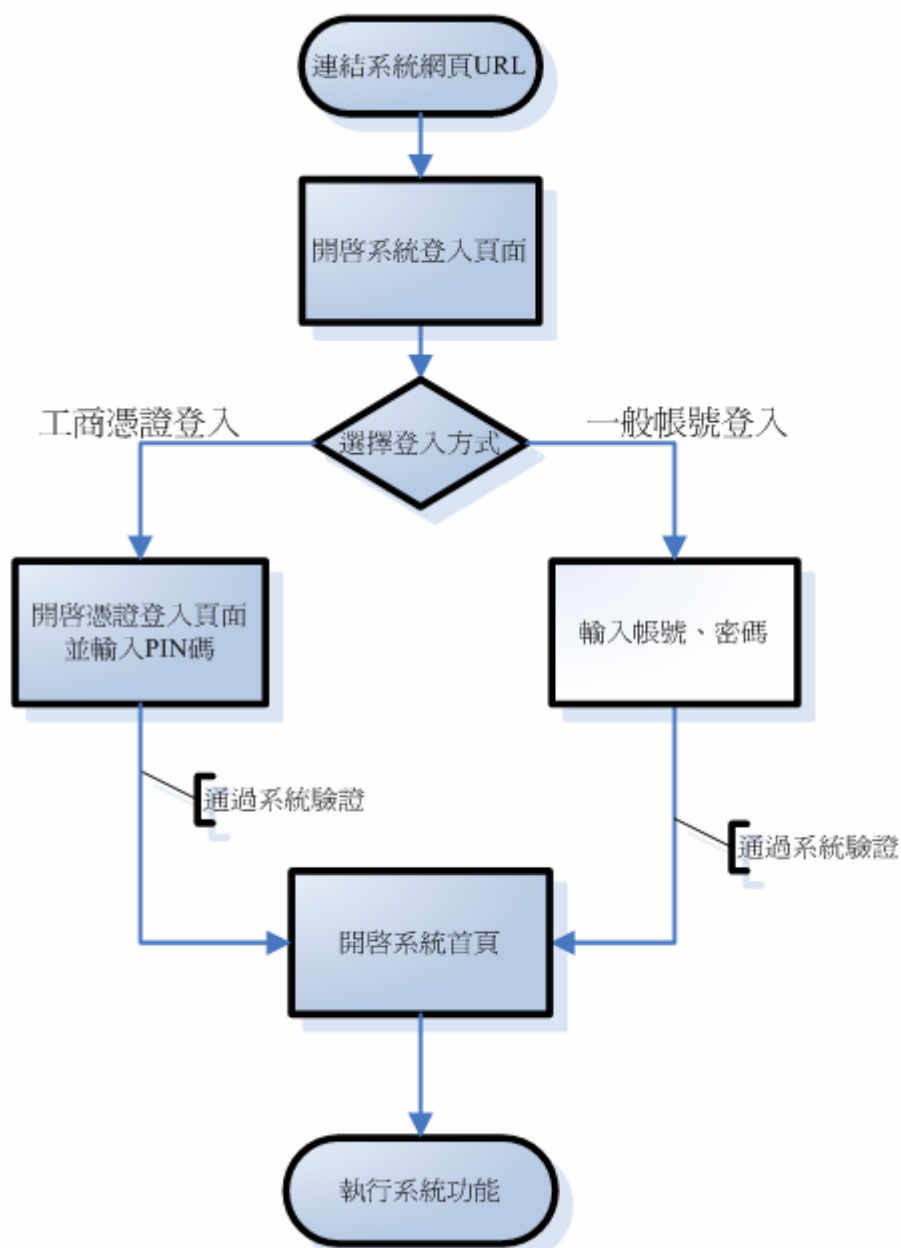 連結系統網頁URL
開啓系統登入頁面
工商憑證登入
選擇登入方式
一般帳號登入
開啓憑證登入頁面
並輸入PIN碼
輸入帳號、密碼
通過系統驗證
通過系統驗證
開啓系統首頁
執行系統功能